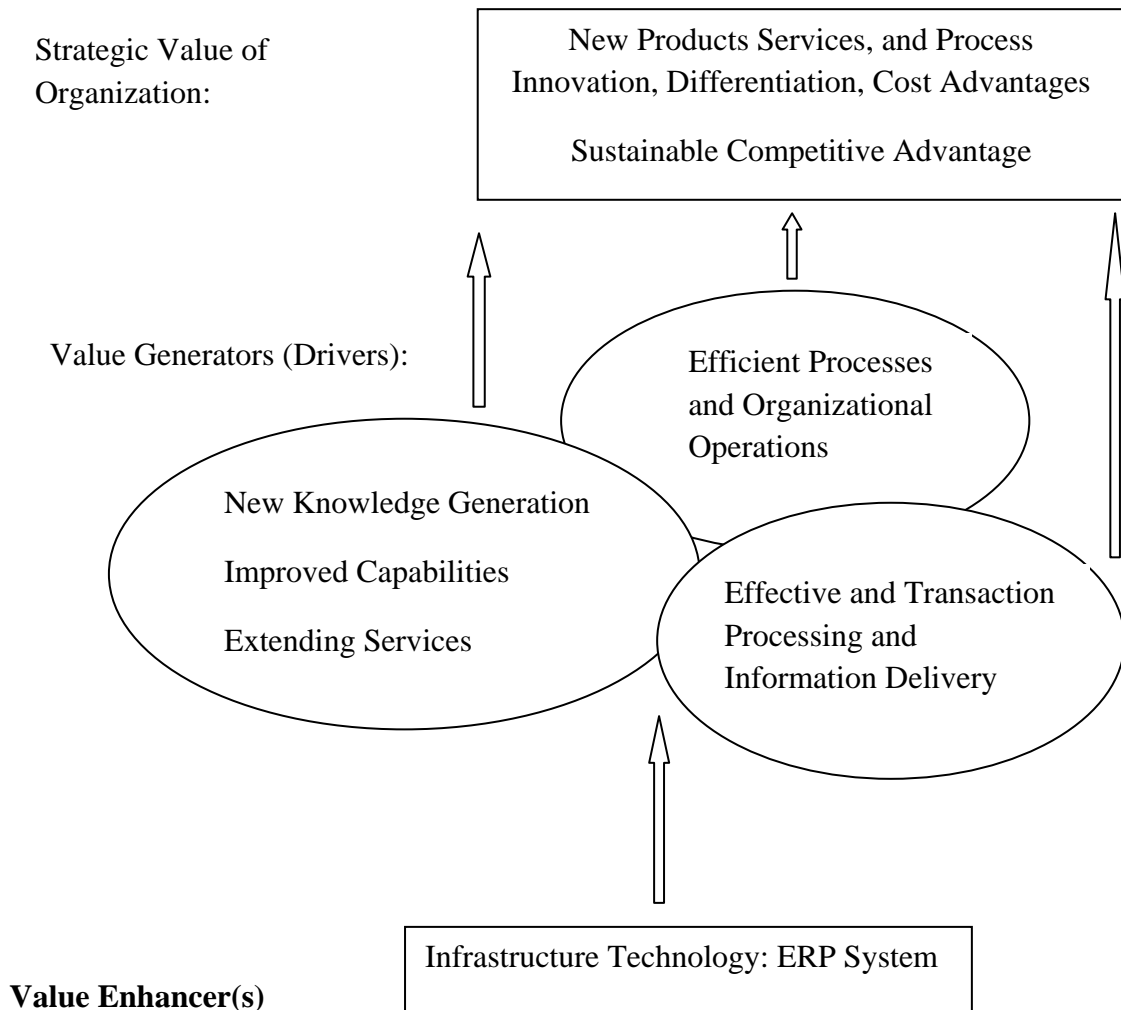 Strategic Value of
Organization:
New Products Services, and Process
Innovation, Differentiation, Cost Advantages
Sustainable Competitive Advantage
Value Generators (Drivers):
Efficient Processes
and Organizational
Operations
New Knowledge Generation
Improved Capabilities
Extending Services
Effective and Transaction
Processing and
Information Delivery
Infrastructure Technology: ERP System
Value Enhancer(s)